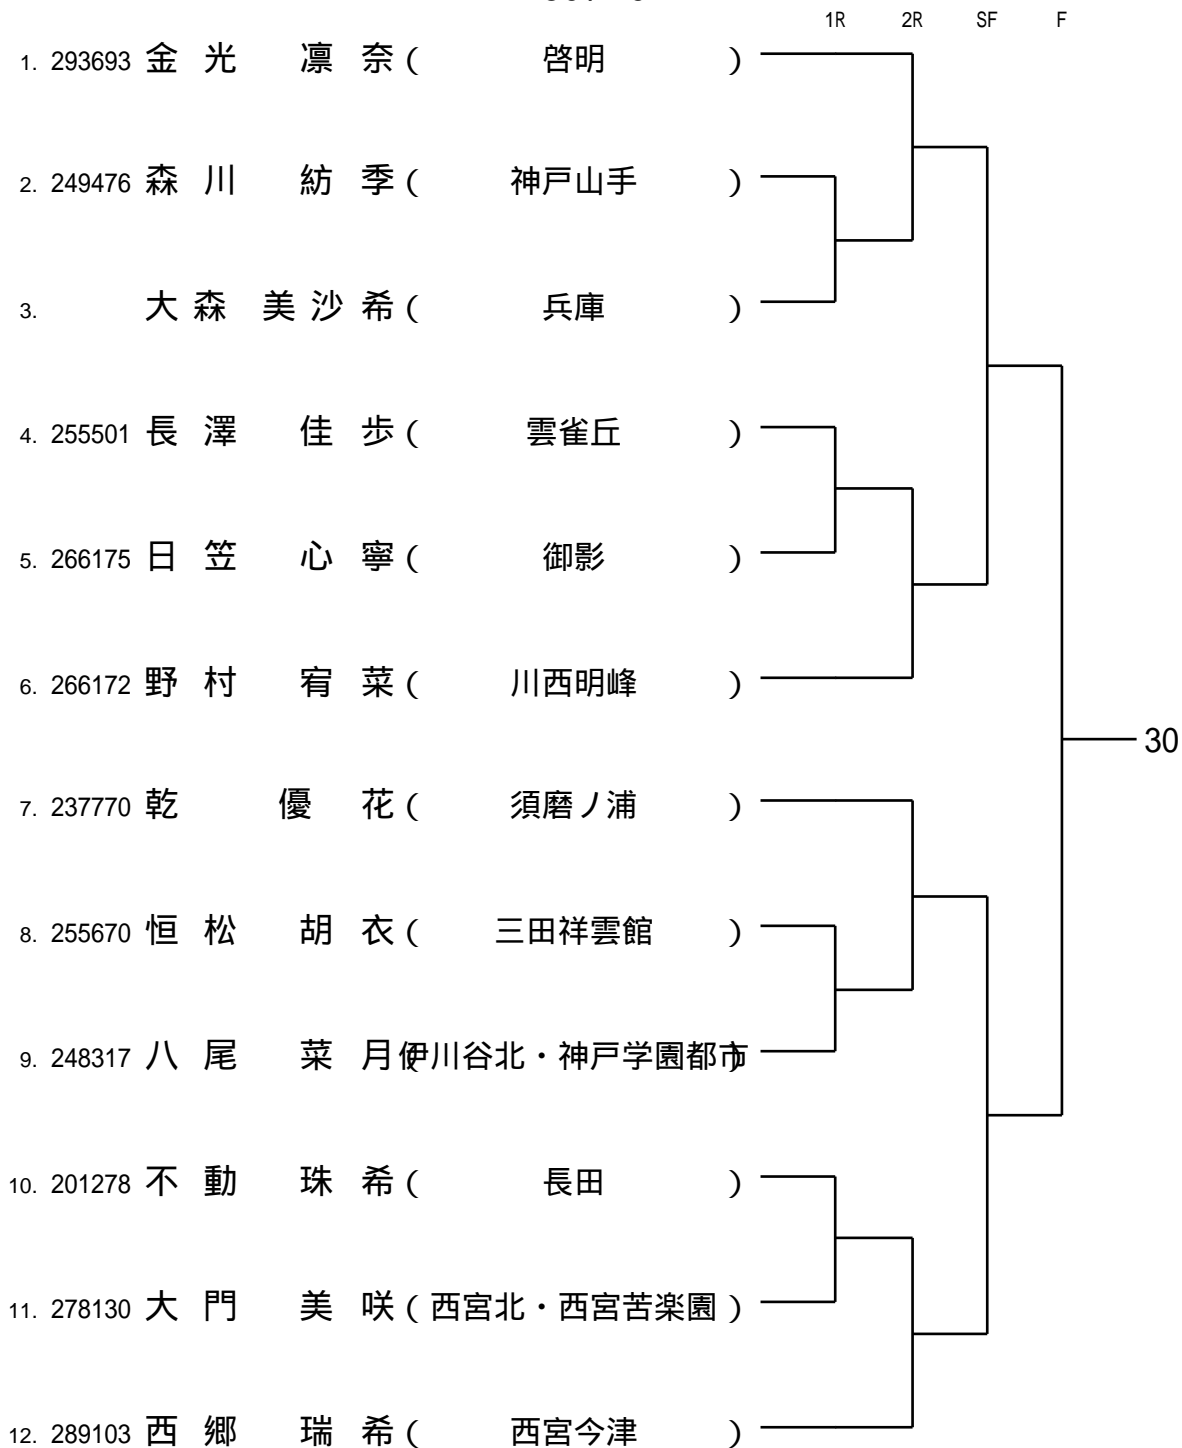 1R 2R SF F
1. 293693 金光 凛奈 ( 啓明 )
2. 249476 森川 紡季 ( 神戸山手 )
3. 大森 美沙希 ( 兵庫 )
4. 255501 長澤 佳歩 ( 雲雀丘 )
5. 266175 日笠 心寧 ( 御影 )
6. 266172 野村 宥菜 ( 川西明峰 )
30
7. 237770 乾 優花 ( 須磨ノ浦 )
8. 255670 恒松 胡衣 ( 三田祥雲館 )
9. 248317 八尾 菜月 ( 伊川谷北・神戸学園都市 )
10. 201278 不動 珠希 ( 長田 )
11. 278130 大門 美咲 ( 西宮北・西宮苦楽園 )
12. 289103 西郷 瑞希 ( 西宮今津 )